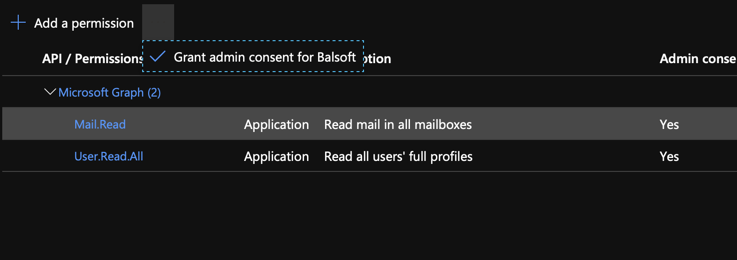 Add a permission
Grant admin consent for Balsoft
API / Permissions
Admin conse
Microsoft Graph (2)
Mail.Read Application Read mail in all mailboxes Yes
User.Read.All Application Read all users' full profiles Yes